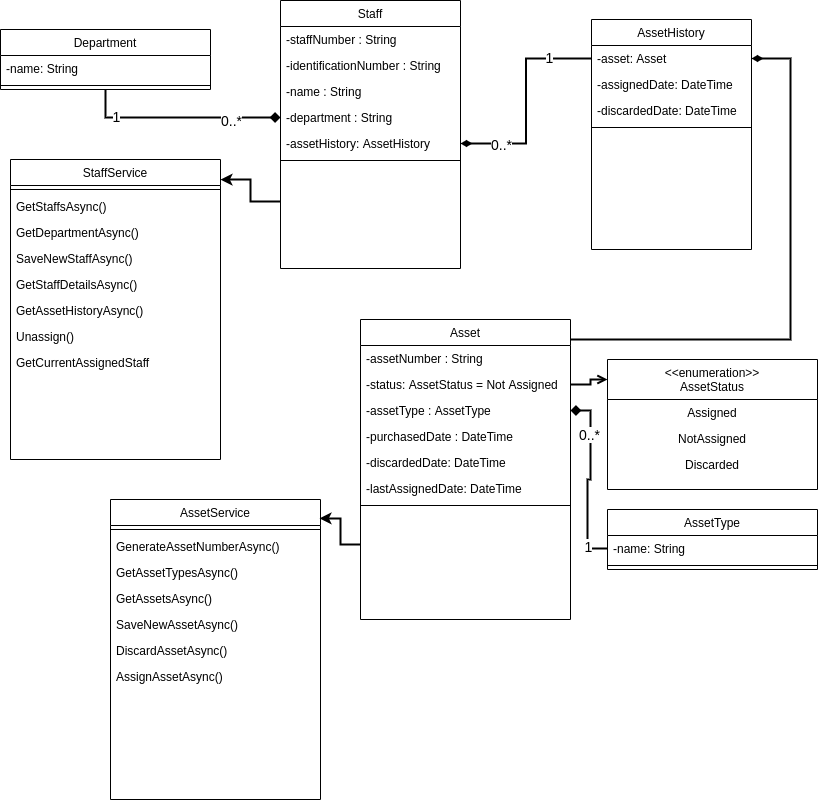 Staff
-staffNumber : String
-identificationNumber : String
-name : String
-department : String
-assetHistory: AssetHistory
Department
-name: String
1
0..*
AssetHistory
-asset: Asset
-assignedDate: DateTime
-discardedDate: DateTime
1
0..*
StaffService
GetStaffsAsync()
GetDepartmentAsync()
SaveNewStaffAsync()
GetStaffDetailsAsync()
GetAssetHistoryAsync()
Unassign()
GetCurrentAssignedStaff
Asset
-assetNumber : String
-status: AssetStatus = Not Assigned
-assetType : AssetType
-purchasedDate : DateTime
-discardedDate: DateTime
-lastAssignedDate: DateTime
<<enumeration>>
AssetStatus
Assigned
NotAssigned
Discarded
0..*
1
AssetType
-name: String
AssetService
GenerateAssetNumberAsync()
GetAssetTypesAsync()
GetAssetsAsync()
SaveNewAssetAsync()
DiscardAssetAsync()
AssignAssetAsync()